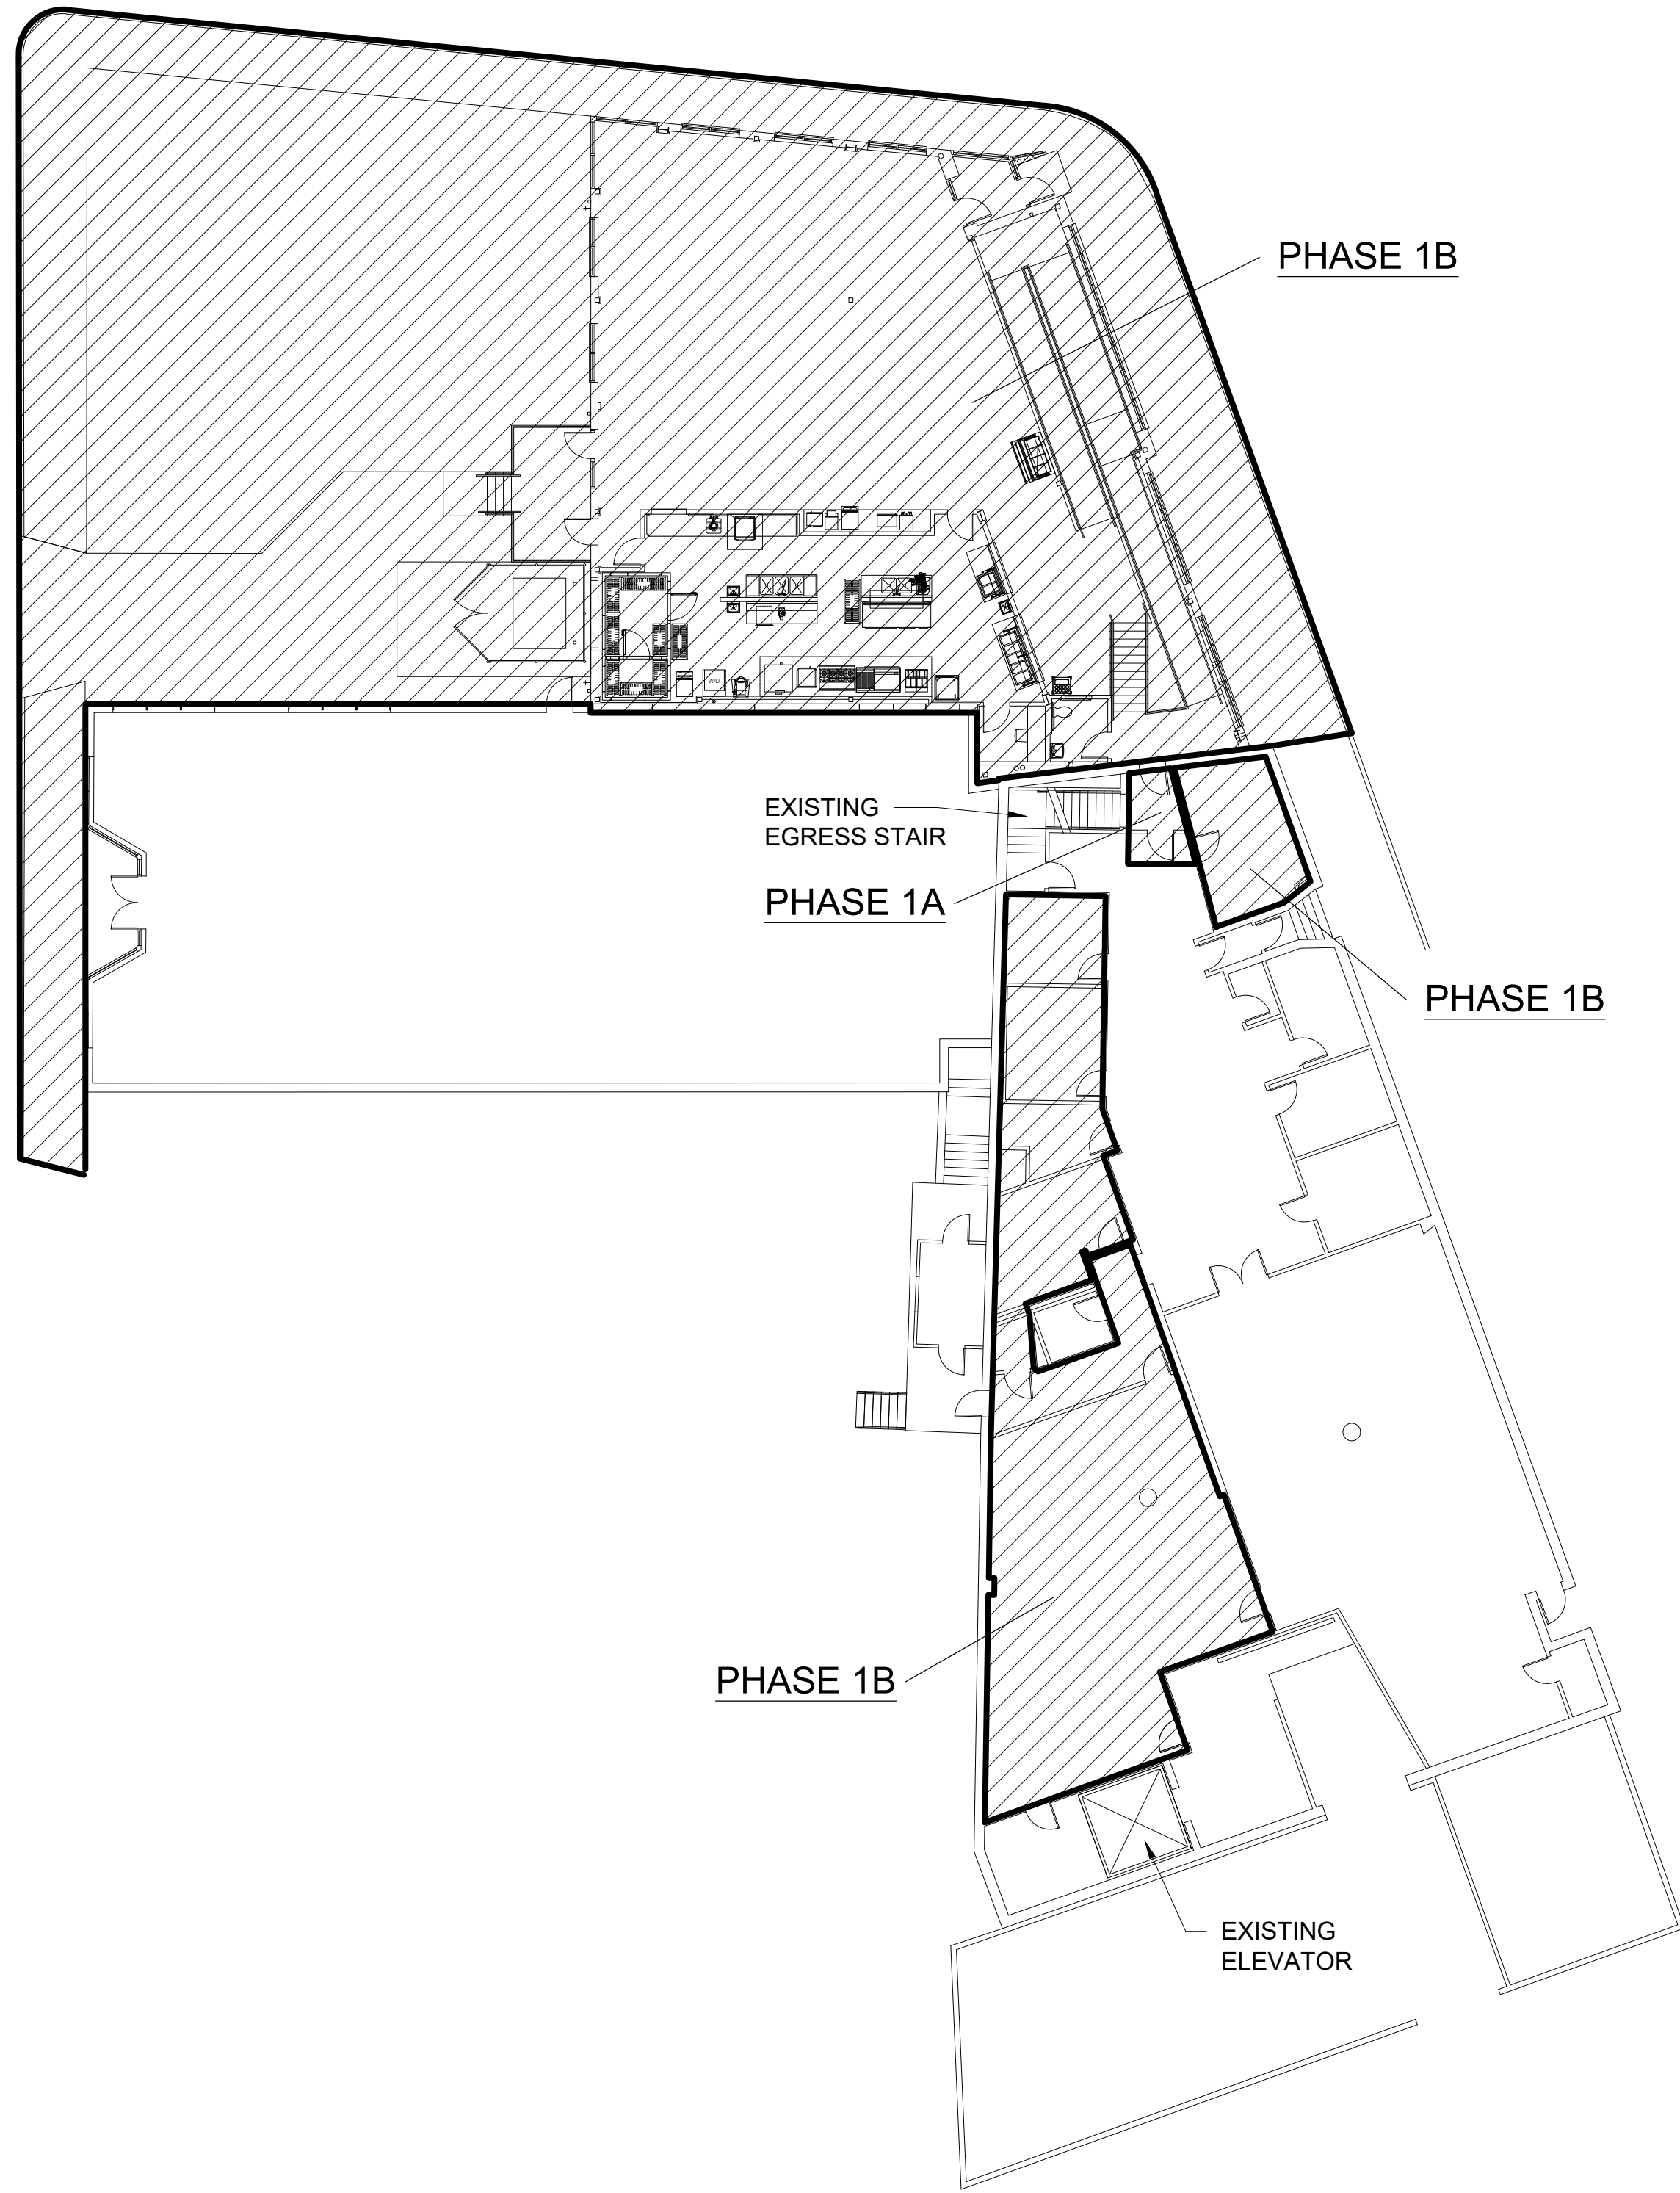 PHASE 1B
W/D
EXISTING
EGRESS STAIR
PHASE 1A
PHASE 1B
PHASE 1B
EXISTING
ELEVATOR